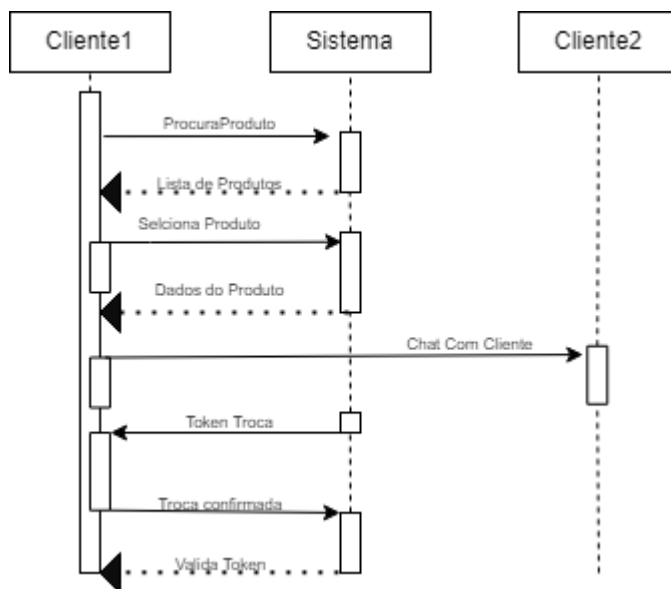 Cliente1
Sistema
Cliente2
ProcuraProduto
Lista de Produtos
Selciona Produto
Dados do Produto
Chat Com Cliente
Token Troca
Troca confirmada
Valida Token